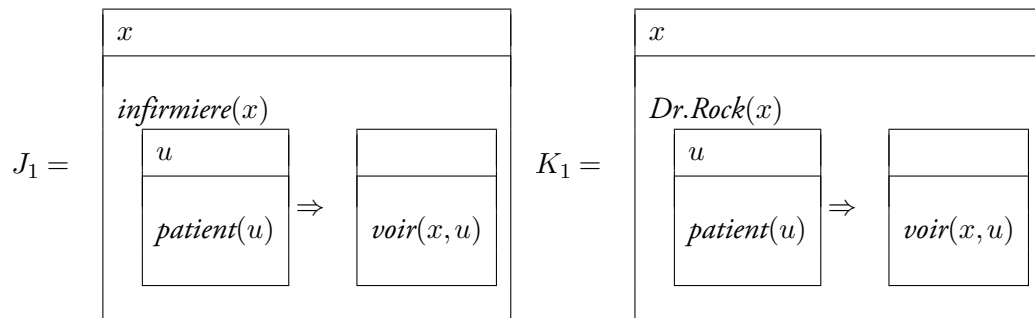 x x
infirmiere(x) Dr.Rock(x)
u u
J₁ = ⇒ K₁ = ⇒
patient(u) voir(x, u) patient(u) voir(x, u)